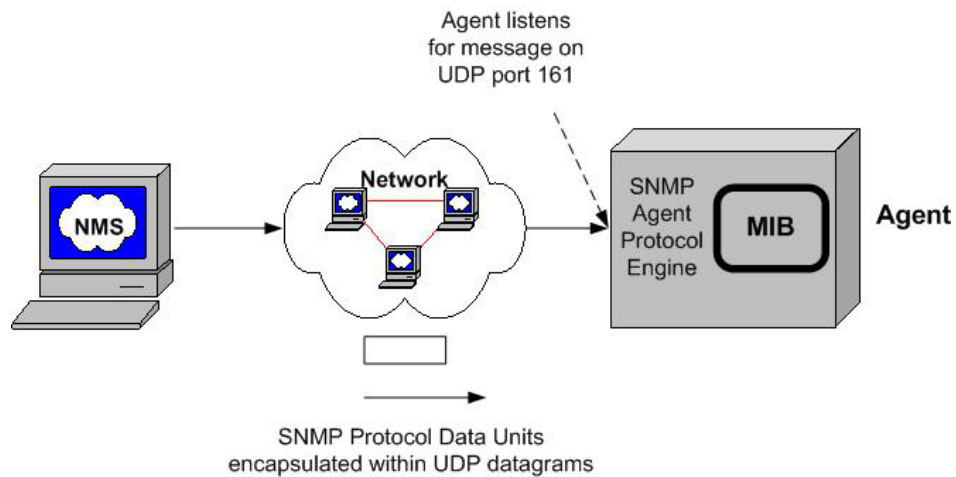 Agent listens
for message on
UDP port 161
NMS
Network
SNMP
Agent
Protocol
Engine
MIB
Agent
SNMP Protocol Data Units
encapsulated within UDP datagrams